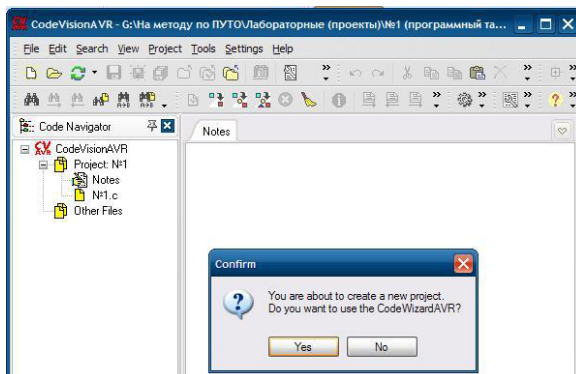 CodeVisionAVR - G:\На методу по ПУТО\Лабораторные (проекты)\№1 (программный та...
File Edit Search View Project Tools Settings Help
Code Navigator
Notes
CodeVisionAVR
Project: №1
Notes
№1.c
Other Files
Confirm
You are about to create a new project.
Do you want to use the CodeWizardAVR?
Yes No